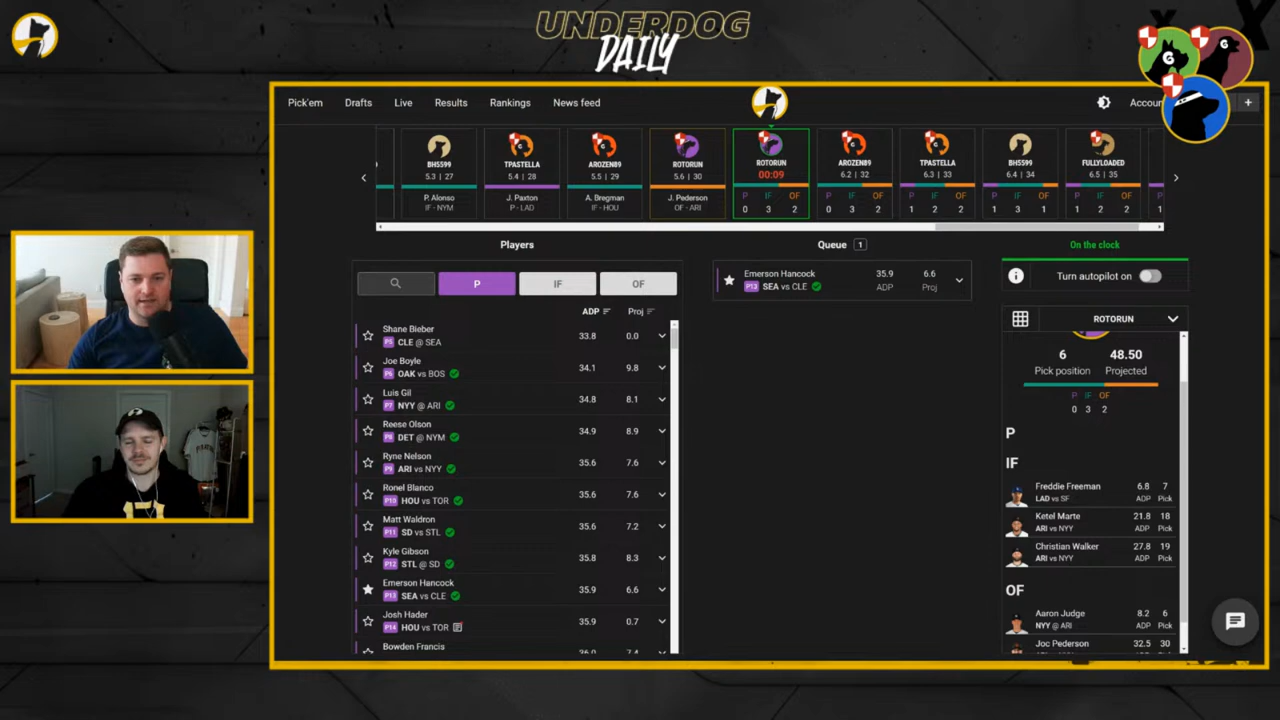 UNDERDOG
DAILY
Pick'em Drafts Live Results Rankings News feed
Accoun +
BHS599
5.3 | 27
P. Alonso
IF - NYM
TPASTELLA
5.4 | 28
J. Paxton
P - LAD
AROZEN89
5.5 | 29
A. Bregman
IF - HOU
ROTORUN
5.6 | 30
J. Pederson
OF - ARI
ROTORUN
00:09
P IF OF
0 3 2
AROZEN89
6.2 | 32
P IF OF
0 3 2
TPASTELLA
6.3 | 33
P IF OF
1 2 2
BHS599
6.4 | 34
P IF OF
1 3 1
FULLYLOADED
6.5 | 35
P IF OF
1 2 2
P
1
Players
P IF OF
ADP Proj
Shane Bieber
P5 CLE @ SEA 33.8 0.0
Joe Boyle
P6 OAK vs BOS 34.1 9.8
Luis Gil
P7 NYY @ ARI 34.8 8.1
Reese Olson
P8 DET @ NYM 34.9 8.9
Ryne Nelson
P9 ARI vs NYY 35.6 7.6
Ronel Blanco
P10 HOU vs TOR 35.6 7.6
Matt Waldron
P11 SD vs STL 35.6 7.2
Kyle Gibson
P12 STL @ SD 35.8 8.3
Emerson Hancock
P13 SEA vs CLE 35.9 6.6
Josh Hader
P14 HOU vs TOR 35.9 0.7
Bowden Francis
36.0 7.4
Queue 1
Emerson Hancock 35.9 6.6
P13 SEA vs CLE ADP Proj
On the clock
Turn autopilot on
ROTORUN
6 48.50
Pick position Projected
P IF OF
0 3 2
P
IF
Freddie Freeman 6.8 7
LAD vs SF ADP Pick
Ketel Marte 21.8 18
ARI vs NYY ADP Pick
Christian Walker 27.8 19
ARI vs NYY ADP Pick
OF
Aaron Judge 8.2 6
NYY @ ARI ADP Pick
Joc Pederson 32.5 30